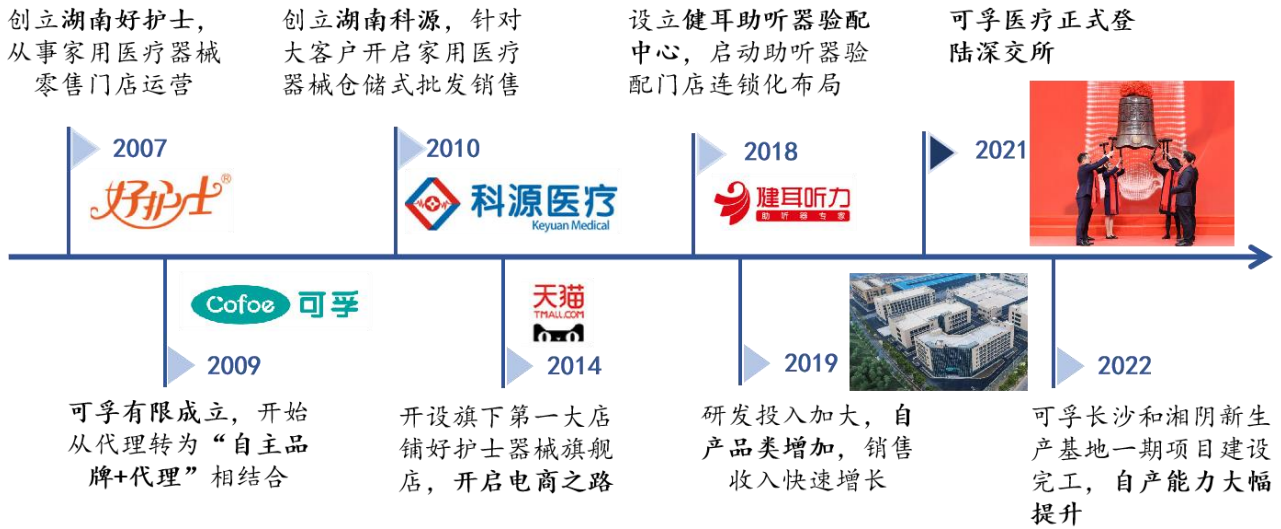 创立湖南好护士，
从事家用医疗器械
零售门店运营
2007
好护士®
创立湖南科源，针对
大客户开启家用医疗
器械仓储式批发销售
2010
科源医疗
Keyuan Medical
设立健耳助听器验配
中心，启动助听器验
配门店连锁化布局
2018
健耳听力
助听器专家
可孚医疗正式登
陆深交所
2021
Cofoe 可孚
2009
可孚有限成立，开始
从代理转为“自主品
牌+代理”相结合
天猫
TMALL.COM
2014
开设旗下第一大店
铺好护士器械旗舰
店，开启电商之路
2019
研发投入加大，自
产品类增加，销售
收入快速增长
2022
可孚长沙和湘阴新生
产基地一期项目建设
完工，自产能力大幅
提升